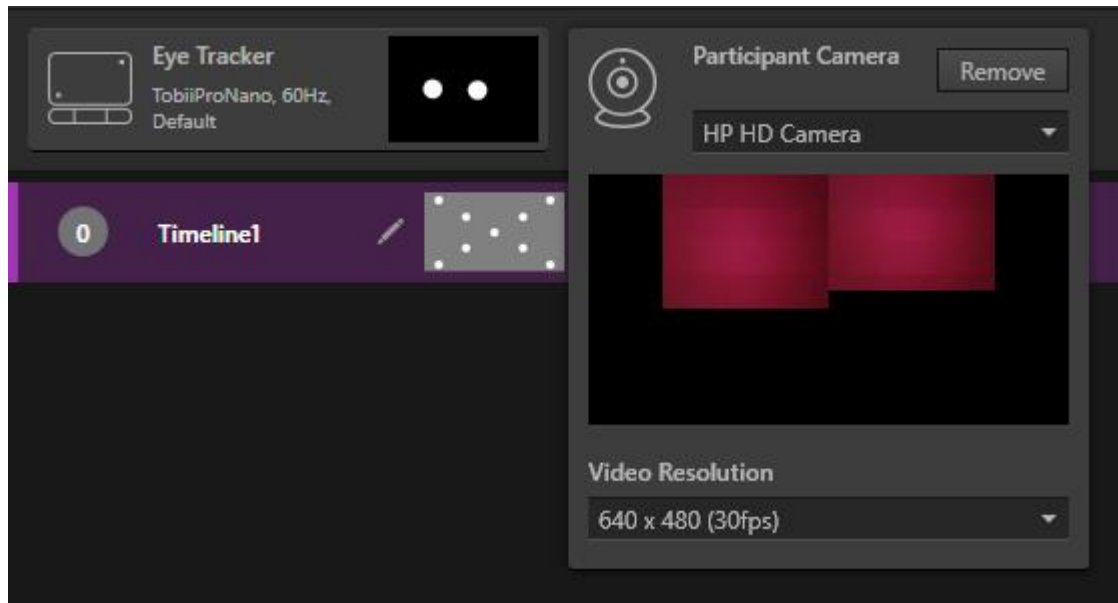 Eye Tracker
TobiiProNano, 60Hz,
Default
Participant Camera
Remove
HP HD Camera
0
Timeline1
Video Resolution
640 x 480 (30fps)